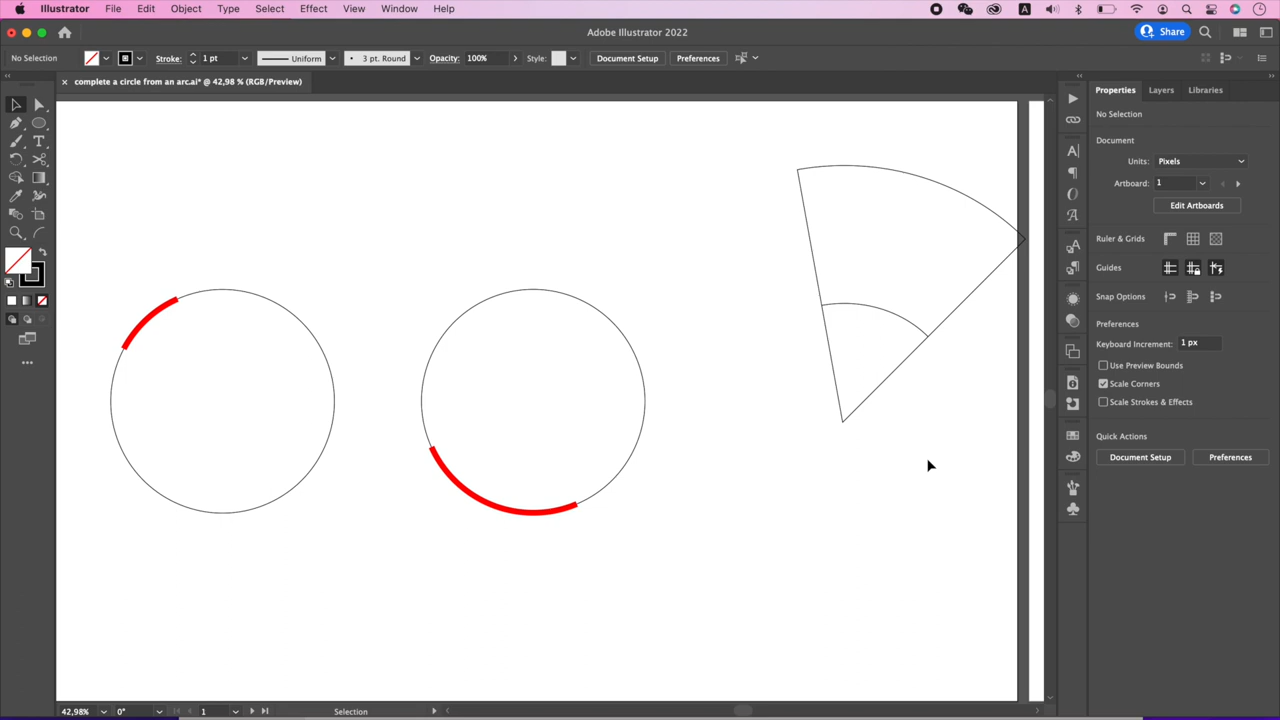 Illustrator File Edit Object Type Select Effect View Window Help
Adobe Illustrator 2022
Share
No Selection
Stroke:
1 pt
Uniform
3 pt. Round
Opacity:
100%
Style:
Document Setup
Preferences
complete a circle from an arc.ai* @ 42,98 % (RGB/Preview)
Properties
Layers
Libraries
No Selection
Document
Units:
Pixels
Artboard:
1
Edit Artboards
Ruler & Grids
Guides
Snap Options
Preferences
Keyboard Increment:
1 px
Use Preview Bounds
Scale Corners
Scale Strokes & Effects
Quick Actions
Document Setup
Preferences
42,98%
0°
1
Selection